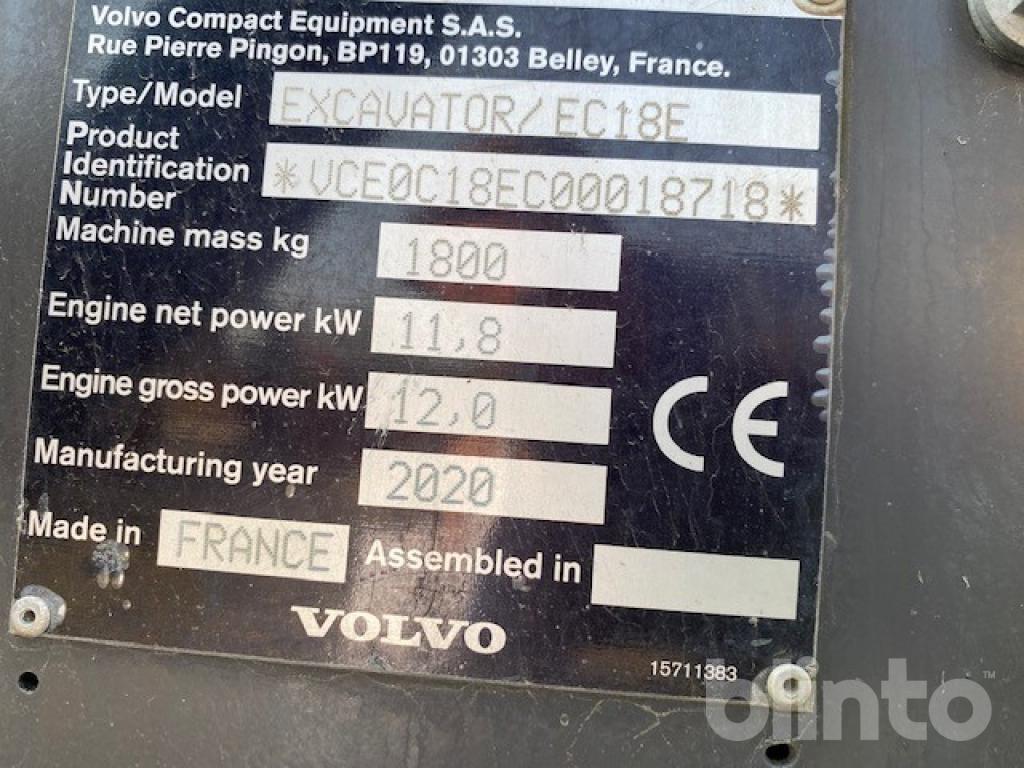 Volvo Compact Equipment S.A.S.
Rue Pierre Pingon, BP119, 01303 Belley, France.
Type/Model EXCAVATOR/EC18E
Product
Identification
Number *VCE0C18EC00018718*
Machine mass kg 1800
Engine net power kW 11,8
Engine gross power kW 12,0
Manufacturing year 2020
Made in FRANCE Assembled in
CE
VOLVO
15711383
blinto™